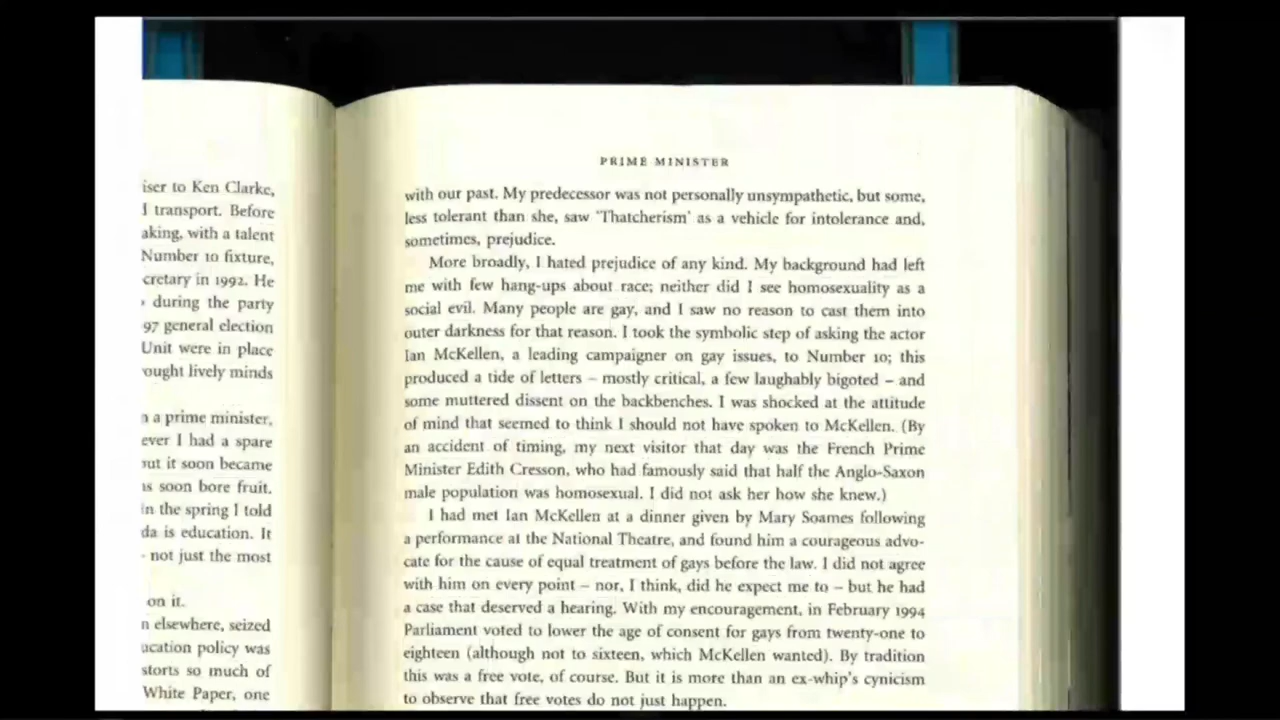 iser to Ken Clarke,
transport. Before
aking, with a talent
Number 10 fixture,
cretary in 1992. He
during the party
97 general election
Unit were in place
ought lively minds
a prime minister,
ever I had a spare
but it soon became
as soon bore fruit.
in the spring I told
da is education. It
- not just the most
on it.
n elsewhere, seized
ucation policy was
storts so much of
White Paper, one
PRIME MINISTER
with our past. My predecessor was not personally unsympathetic, but some,
less tolerant than she, saw 'Thatcherism' as a vehicle for intolerance and,
sometimes, prejudice.
More broadly, I hated prejudice of any kind. My background had left
me with few hang-ups about race; neither did I see homosexuality as a
social evil. Many people are gay, and I saw no reason to cast them into
outer darkness for that reason. I took the symbolic step of asking the actor
Ian McKellen, a leading campaigner on gay issues, to Number 10; this
produced a tide of letters – mostly critical, a few laughably bigoted – and
some muttered dissent on the backbenches. I was shocked at the attitude
of mind that seemed to think I should not have spoken to McKellen. (By
an accident of timing, my next visitor that day was the French Prime
Minister Edith Cresson, who had famously said that half the Anglo-Saxon
male population was homosexual. I did not ask her how she knew.)
I had met Ian McKellen at a dinner given by Mary Soames following
a performance at the National Theatre, and found him a courageous advo-
cate for the cause of equal treatment of gays before the law. I did not agree
with him on every point – nor, I think, did he expect me to – but he had
a case that deserved a hearing. With my encouragement, in February 1994
Parliament voted to lower the age of consent for gays from twenty-one to
eighteen (although not to sixteen, which McKellen wanted). By tradition
this was a free vote, of course. But it is more than an ex-whip's cynicism
to observe that free votes do not just happen.